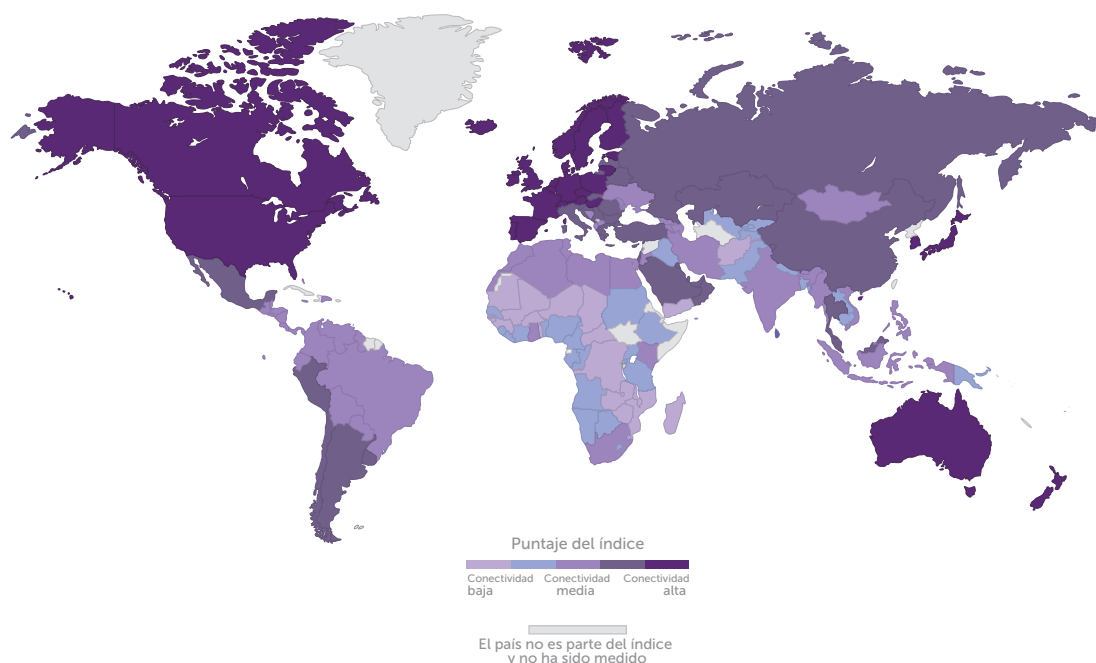 Puntaje del índice
Conectividad baja
Conectividad media
Conectividad alta
El país no es parte del índice
y no ha sido medido